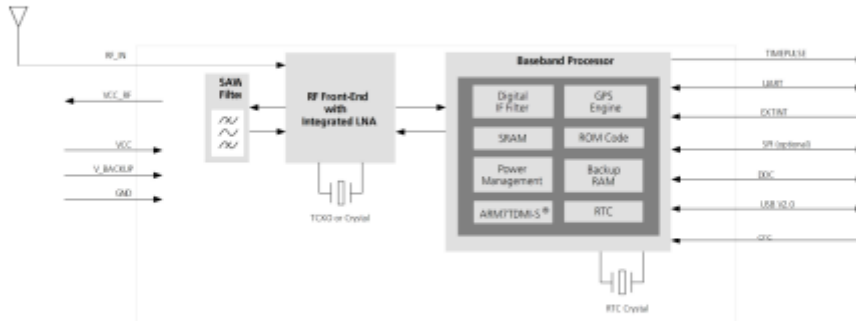 RF_IN
VCC_RF
VCC
V_BACKUP
GND
SAW
Filter
RF Front-End
with
Integrated LNA
TCXO or Crystal
Baseband Processor
Digital
IF Filter
GPS
Engine
SRAM
ROM Code
Power
Management
Backup
RAM
ARM7TDMI-S®
RTC
RTC Crystal
TIMEPULSE
UART
EXTINT
SPI (optional)
DDC
USB V2.0